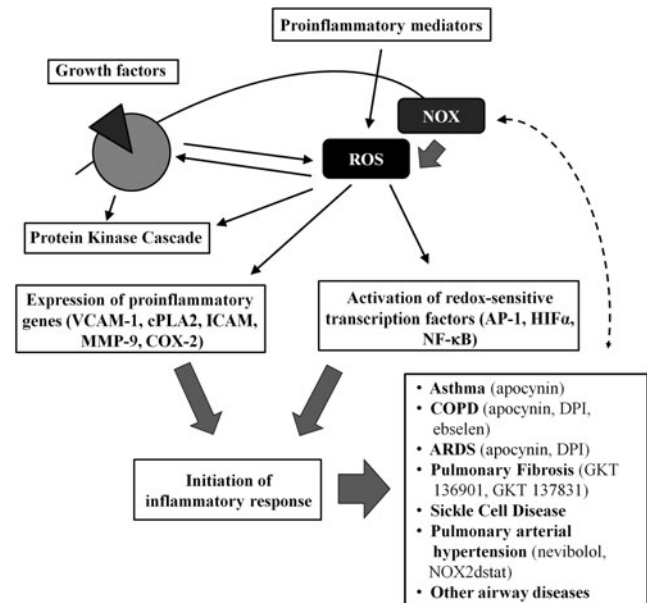 Proinflammatory mediators
Growth factors
NOX
ROS
Protein Kinase Cascade
Expression of proinflammatory
genes (VCAM-1, cPLA2, ICAM,
MMP-9, COX-2)
Activation of redox-sensitive
transcription factors (AP-1, HIFα,
NF-κB)
Initiation of
inflammatory response
• Asthma (apocynin)
• COPD (apocynin, DPI,
ebselen)
• ARDS (apocynin, DPI)
• Pulmonary Fibrosis (GKT
136901, GKT 137831)
• Sickle Cell Disease
• Pulmonary arterial
hypertension (nevibolol,
NOX2dstat)
• Other airway diseases